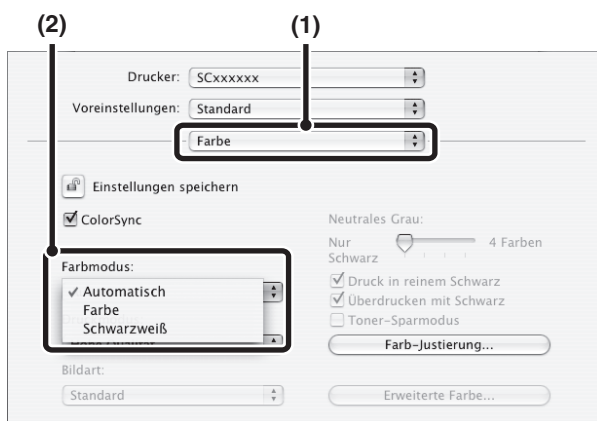 (2) (1)
Drucker: SCxxxxxx
Voreinstellungen: Standard
Farbe
Einstellungen speichern
ColorSync
Neutrales Grau:
Nur Schwarz
4 Farben
Farbmodus:
Automatisch
Farbe
Schwarzweiß
Druck in reinem Schwarz
Überdrucken mit Schwarz
Toner-Sparmodus
Farb-Justierung...
Bildart:
Standard
Erweiterte Farbe...